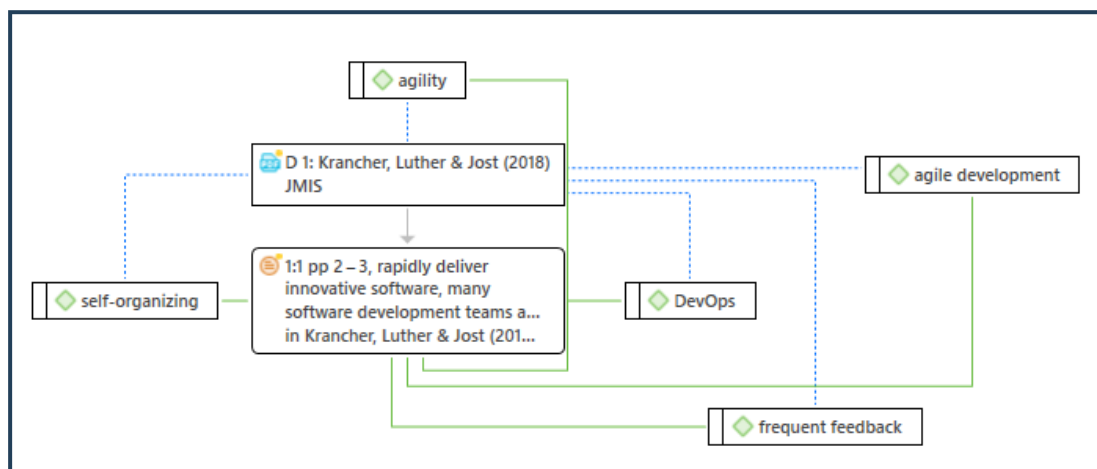 agility
D 1: Krancher, Luther & Jost (2018)
JMIS
agile development
1:1 pp 2 – 3, rapidly deliver
innovative software, many
software development teams a...
in Krancher, Luther & Jost (201...
self-organizing
DevOps
frequent feedback